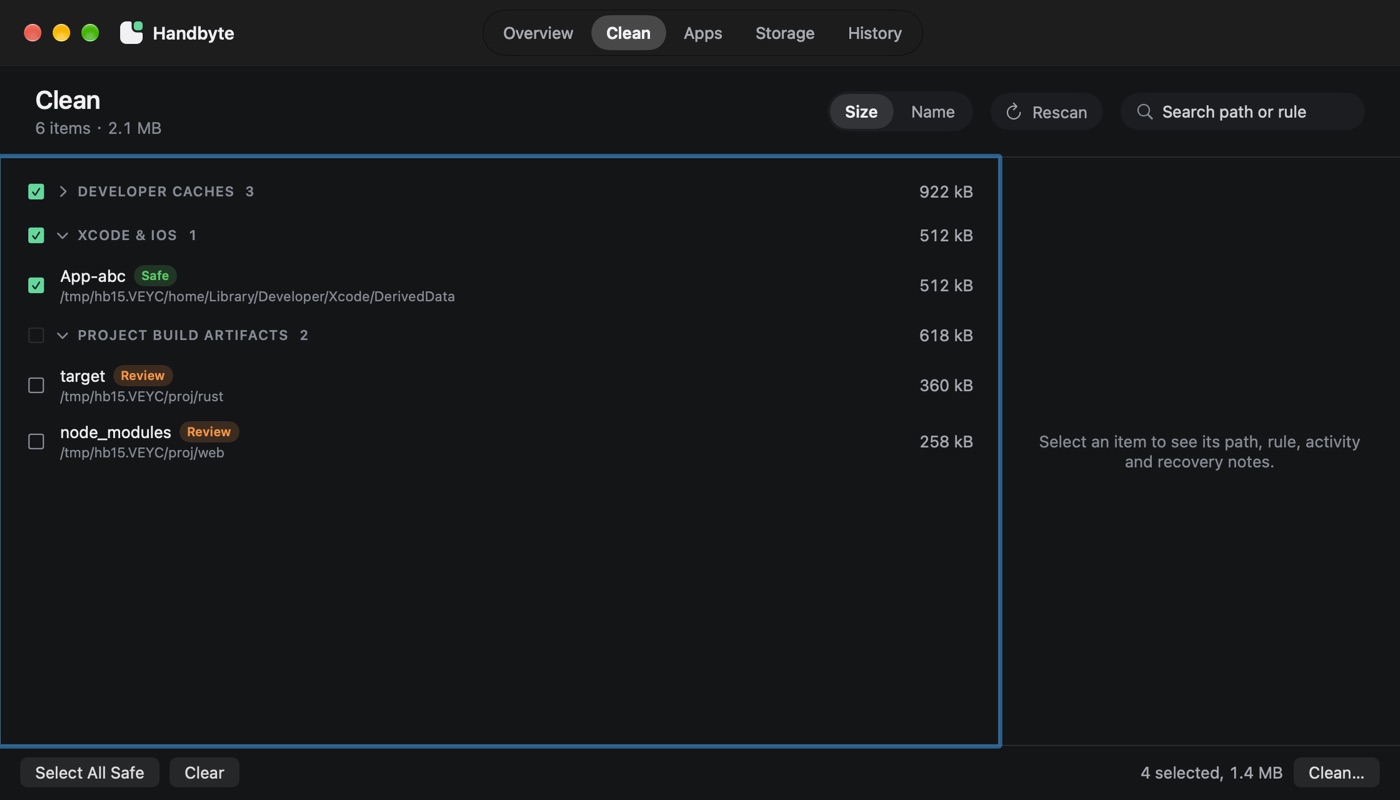 Handbyte
Overview
Clean
Apps
Storage
History
Clean
6 items · 2.1 MB
Size
Name
Rescan
Search path or rule
DEVELOPER CACHES 3
922 kB
XCODE & IOS 1
512 kB
App-abc Safe
/tmp/hb15.VEYC/home/Library/Developer/Xcode/DerivedData
512 kB
PROJECT BUILD ARTIFACTS 2
618 kB
target Review
/tmp/hb15.VEYC/proj/rust
360 kB
node_modules Review
/tmp/hb15.VEYC/proj/web
258 kB
Select an item to see its path, rule, activity
and recovery notes.
Select All Safe
Clear
4 selected, 1.4 MB
Clean...